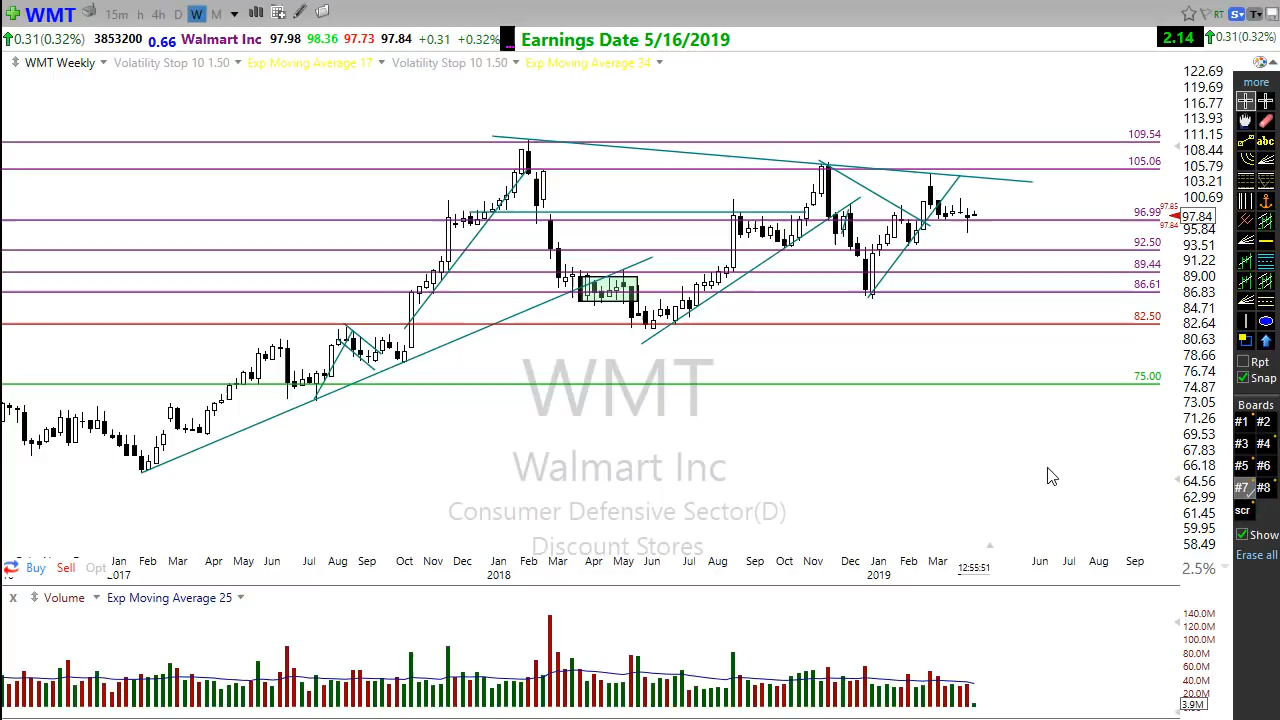 WMT 15m h 4h D W M RT S T
0.31(0.32%) 3853200 0.66 Walmart Inc 97.98 98.36 97.73 97.84 +0.31 +0.32% Earnings Date 5/16/2019 2.14 0.31(0.32%)
WMT Weekly Volatility Stop 10 1.50 Exp Moving Average 17 Volatility Stop 10 1.50 Exp Moving Average 34
more
abc
122.69
119.69
116.77
113.93
111.15
108.44
105.79
103.21
100.69
97.84
95.84
93.51
91.22
89.00
86.83
84.71
82.64
80.63
78.66
76.74
74.87
73.05
71.26
69.53
67.83
66.18
64.56
62.99
61.45
59.95
58.49
109.54
105.06
96.99
97.85
97.84
92.50
89.44
86.61
82.50
75.00
WMT
Walmart Inc
Consumer Defensive Sector(D)
Discount Stores
Rpt
Snap
Boards
#1 #2
#3 #4
#5 #6
#7 #8
scr
Show
Erase all
Jan Feb Mar Apr May Jun Jul Aug Sep Oct Nov Dec Jan Feb Mar Apr May Jun Jul Aug Sep Oct Nov Dec Jan Feb Mar Jun Jul Aug Sep
Buy Sell Opt 2017 2018 2019 12:55:51 2.5%
x Volume Exp Moving Average 25
140.0M
120.0M
100.0M
80.0M
60.0M
40.0M
20.0M
3.9M